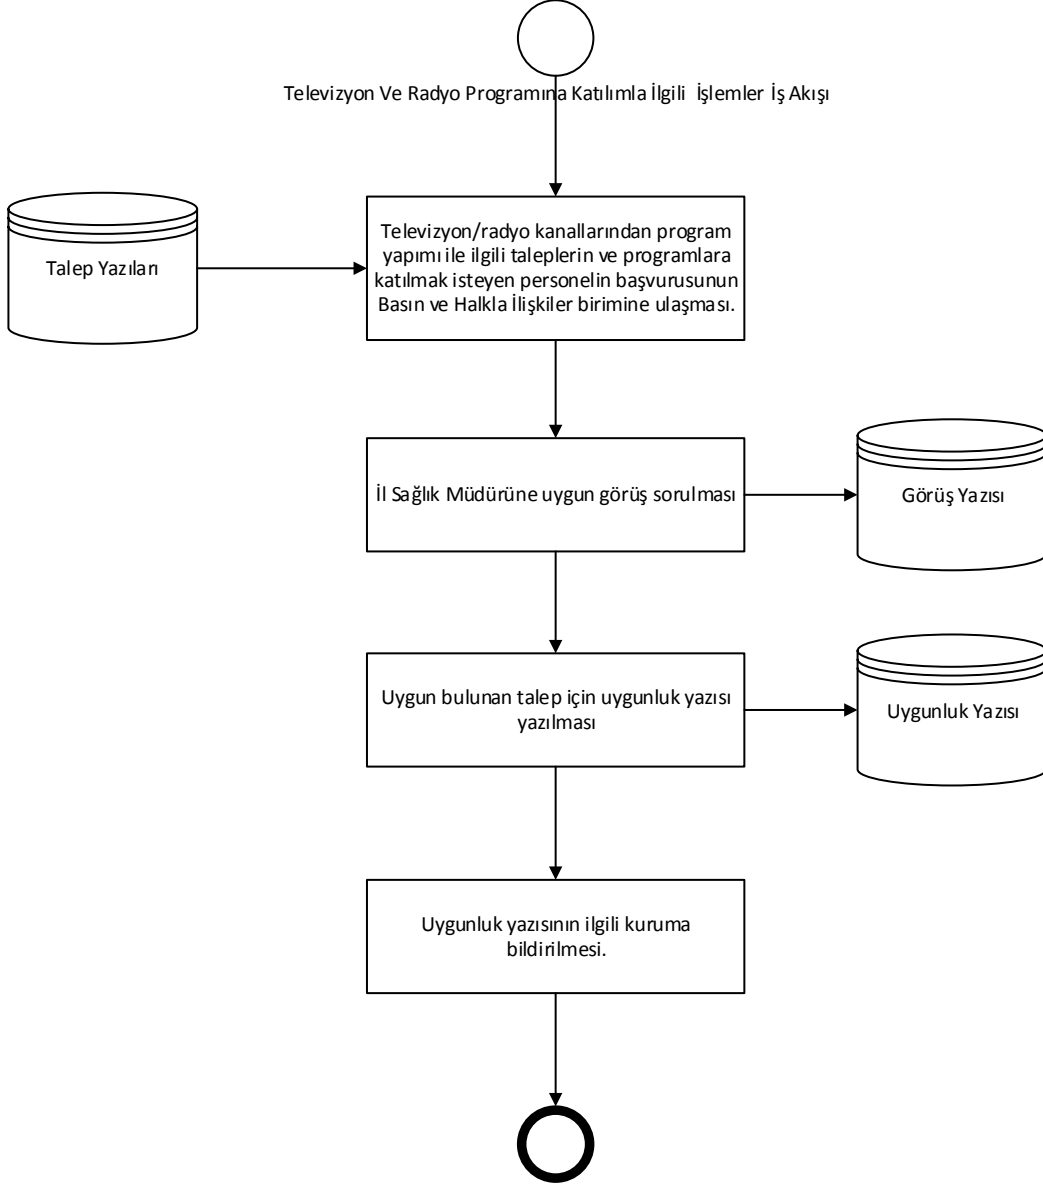 Televizyon Ve Radyo Programına Katılımla İlgili İşlemler İş Akışı
Talep Yazıları
Televizyon/radyo kanallarından program
yapımı ile ilgili taleplerin ve programlara
katılmak isteyen personelin başvurusunun
Basın ve Halkla İlişkiler birimine ulaşması.
İl Sağlık Müdürüne uygun görüş sorulması
Görüş Yazısı
Uygun bulunan talep için uygunluk yazısı
yazılması
Uygunluk Yazısı
Uygunluk yazısının ilgili kuruma
bildirilmesi.